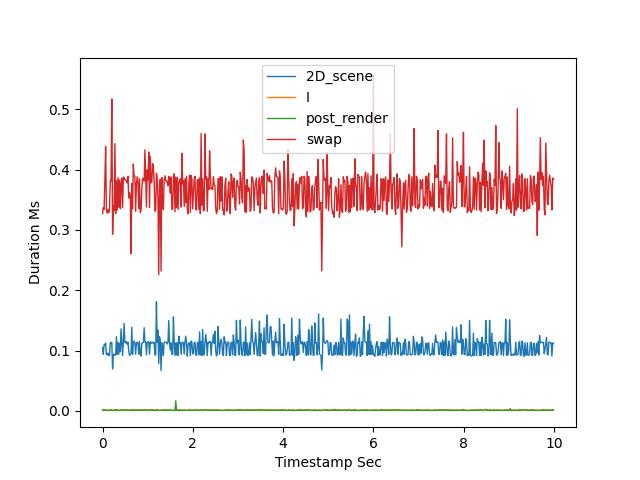 2D_scene
I
post_render
swap
Duration Ms
0.5
0.4
0.3
0.2
0.1
0.0
0 2 4 6 8 10
Timestamp Sec